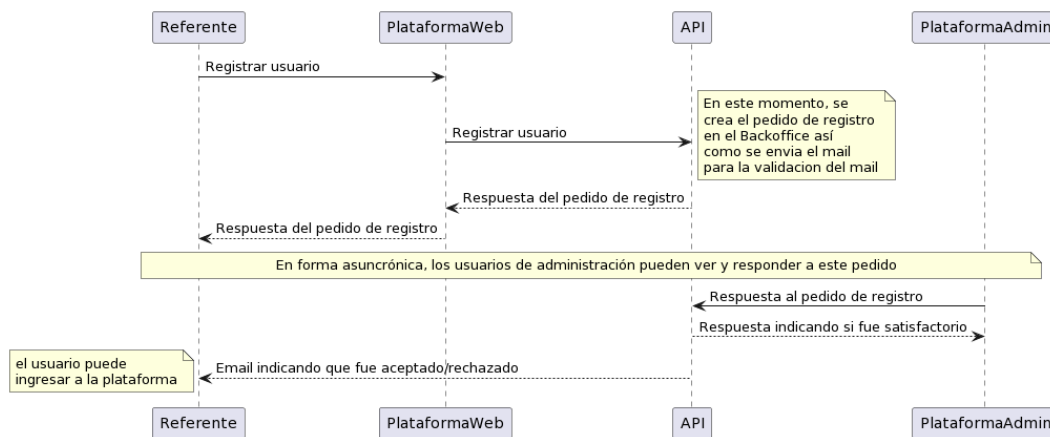 Referente PlataformaWeb API PlataformaAdmin
Registrar usuario
En este momento, se
crea el pedido de registro
en el Backoffice así
como se envia el mail
para la validacion del mail
Registrar usuario
Respuesta del pedido de registro
Respuesta del pedido de registro
En forma asuncrónica, los usuarios de administración pueden ver y responder a este pedido
Respuesta al pedido de registro
Respuesta indicando si fue satisfactorio
el usuario puede
ingresar a la plataforma
Email indicando que fue aceptado/rechazado
Referente PlataformaWeb API PlataformaAdmin